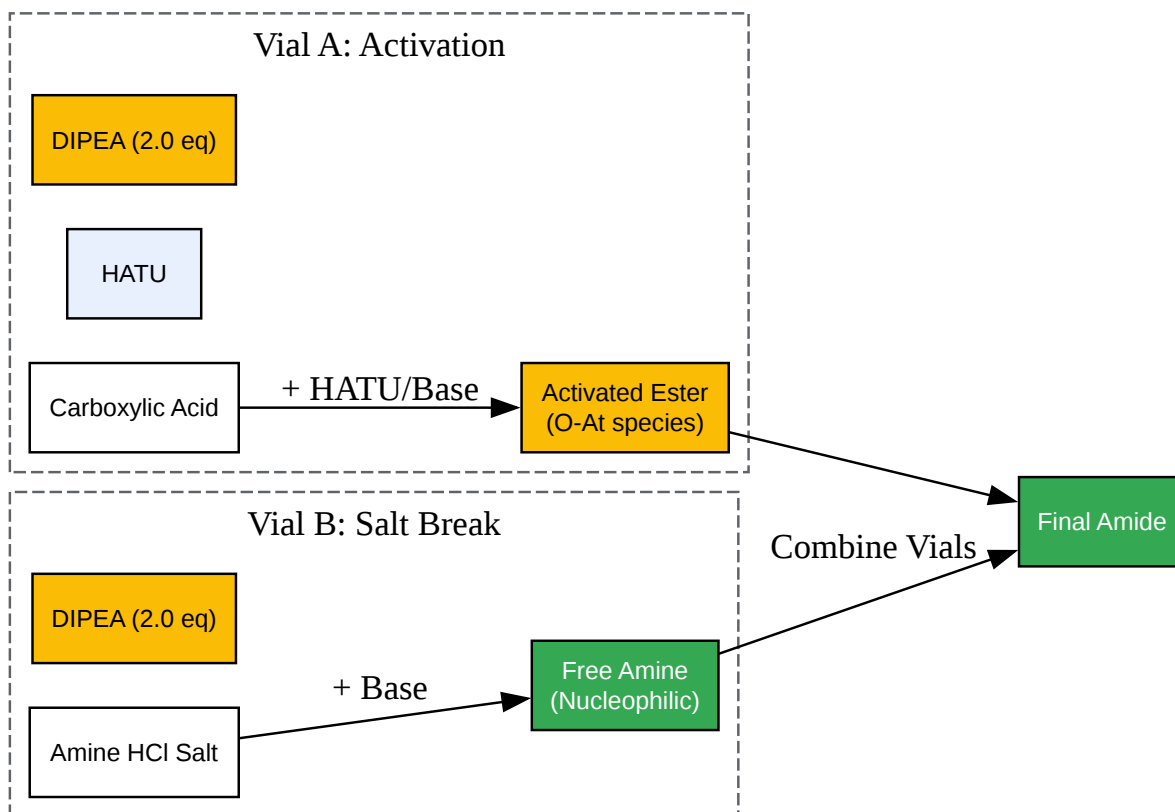 Vial A: Activation
DIPEA (2.0 eq)
HATU
Carboxylic Acid
+ HATU/Base
Activated Ester
(O-At species)
Vial B: Salt Break
DIPEA (2.0 eq)
Amine HCl Salt
+ Base
Free Amine
(Nucleophilic)
Combine Vials
Final Amide